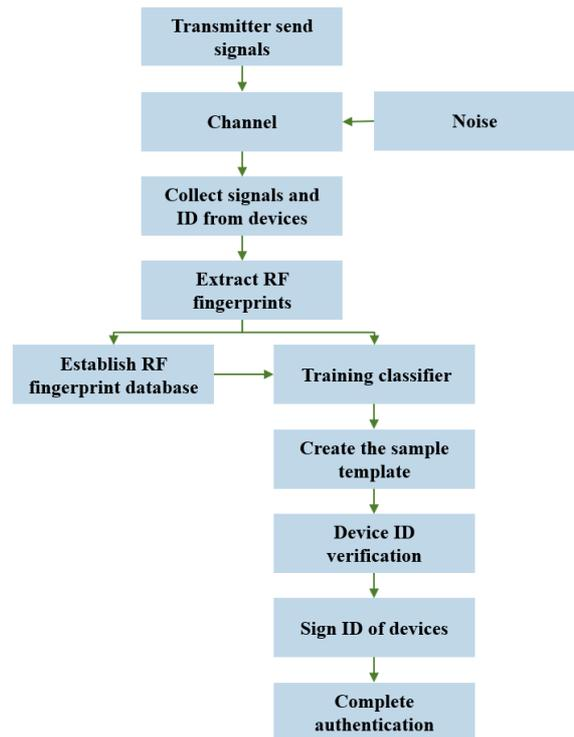 Transmitter send
signals
Channel
Noise
Collect signals and
ID from devices
Extract RF
fingerprints
Establish RF
fingerprint database
Training classifier
Create the sample
template
Device ID
verification
Sign ID of devices
Complete
authentication